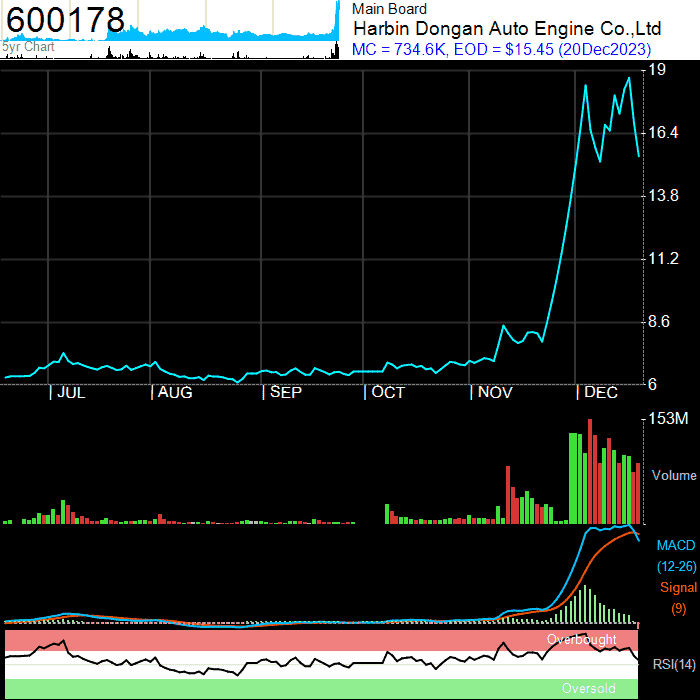 600178
5yr Chart
Main Board
Harbin Dongan Auto Engine Co.,Ltd
MC = 734.6K, EOD = $15.45 (20Dec2023)
19
16.4
13.8
11.2
8.6
6
JUL AUG SEP OCT NOV DEC
153M
Volume
MACD
(12-26)
Signal
(9)
Overbought
RSI(14)
Oversold